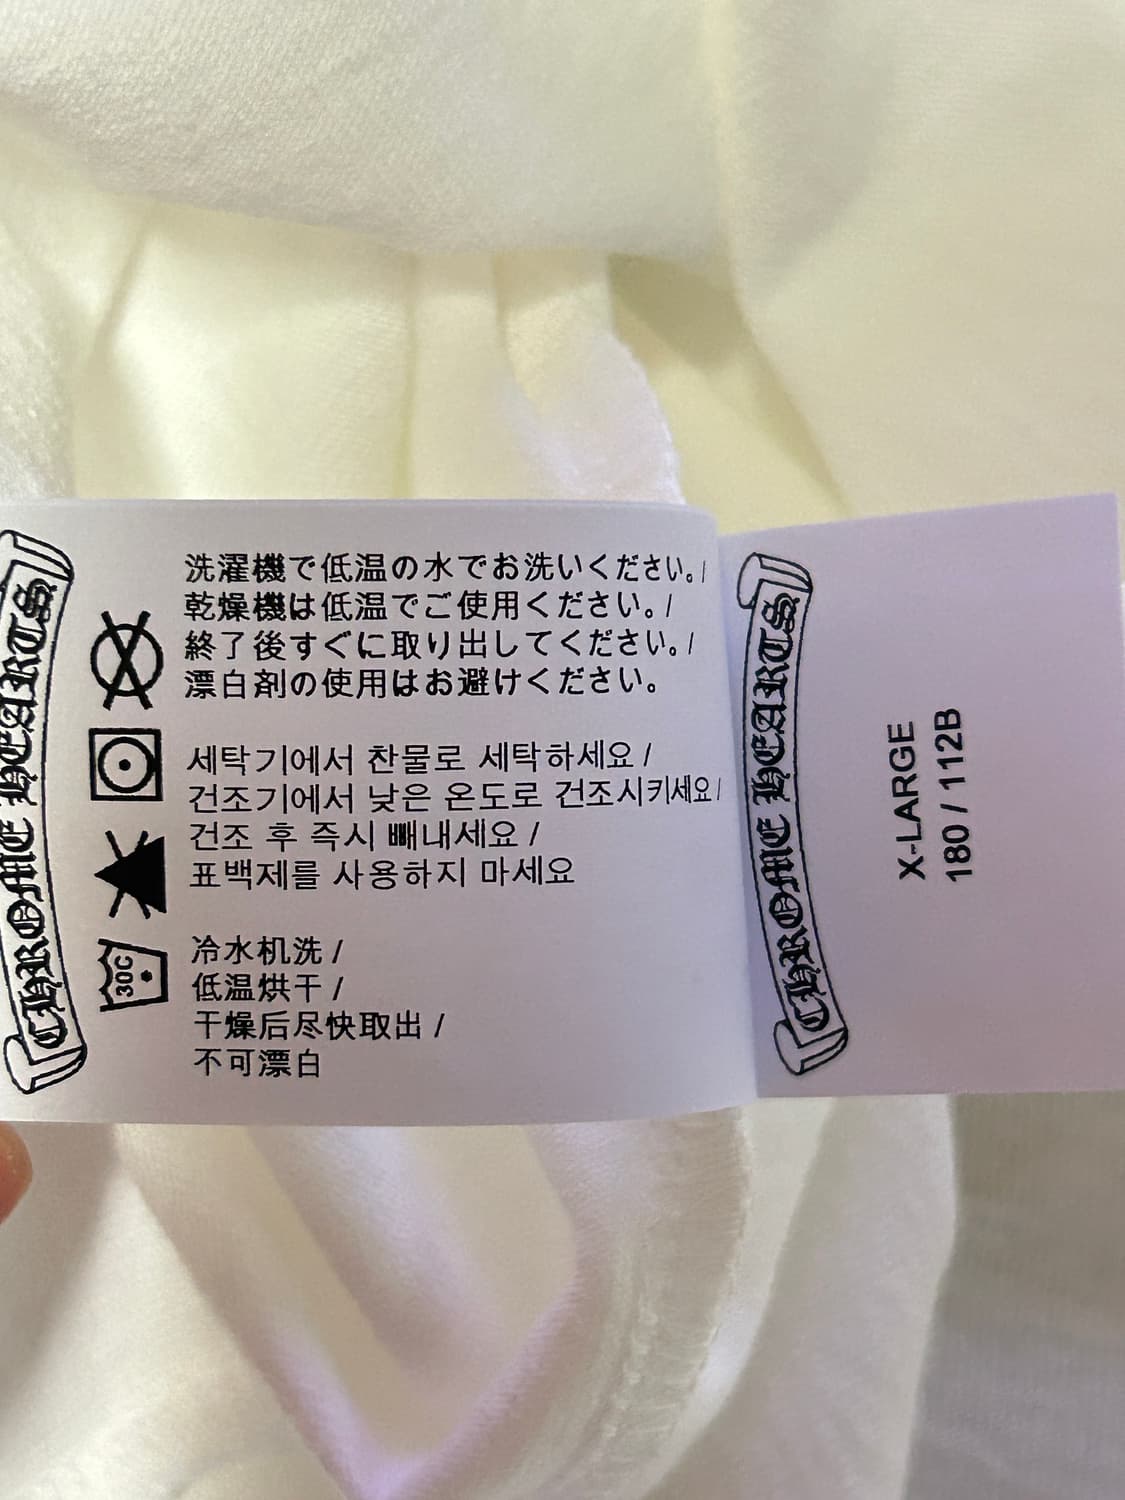 洗濯機で低温の水でお洗いください。/
乾燥機は低温でご使用ください。/
終了後すぐに取り出してください。/
漂白剤の使用はお避けください。
세탁기에서 찬물로 세탁하세요 /
건조기에서 낮은 온도로 건조시키세요/
건조 후 즉시 빼내세요 /
표백제를 사용하지 마세요
冷水机洗 /
低温烘干 /
干燥后尽快取出 /
不可漂白
30C
CHROME HEARTS
CHROME HEARTS
X-LARGE
180 / 112B